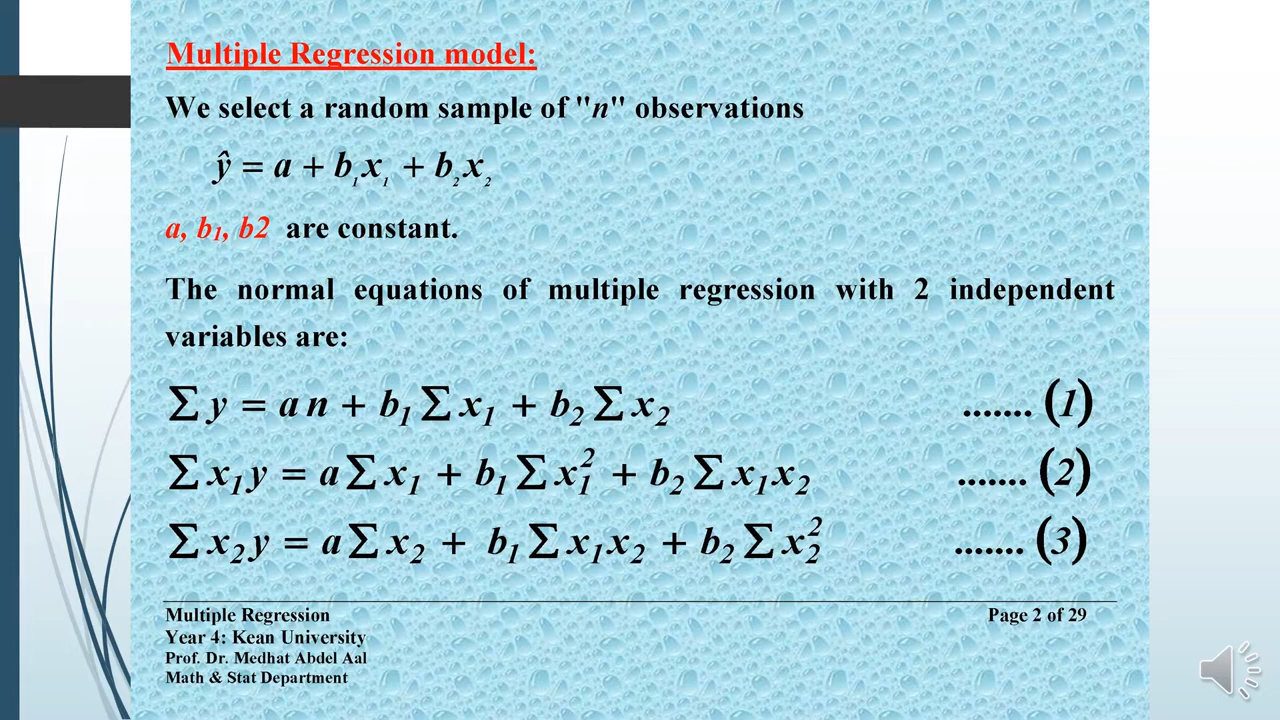 Multiple Regression model:
We select a random sample of "n" observations
ŷ = a + b₁x₁ + b₂x₂
a, b₁, b2 are constant.
The normal equations of multiple regression with 2 independent
variables are:
∑ y = a n + b₁ ∑ x₁ + b₂ ∑ x₂ ....... (1)
∑ x₁y = a ∑ x₁ + b₁ ∑ x₁² + b₂ ∑ x₁x₂ ....... (2)
∑ x₂y = a ∑ x₂ + b₁ ∑ x₁x₂ + b₂ ∑ x₂² ....... (3)
Multiple Regression Page 2 of 29
Year 4: Kean University
Prof. Dr. Medhat Abdel Aal
Math & Stat Department